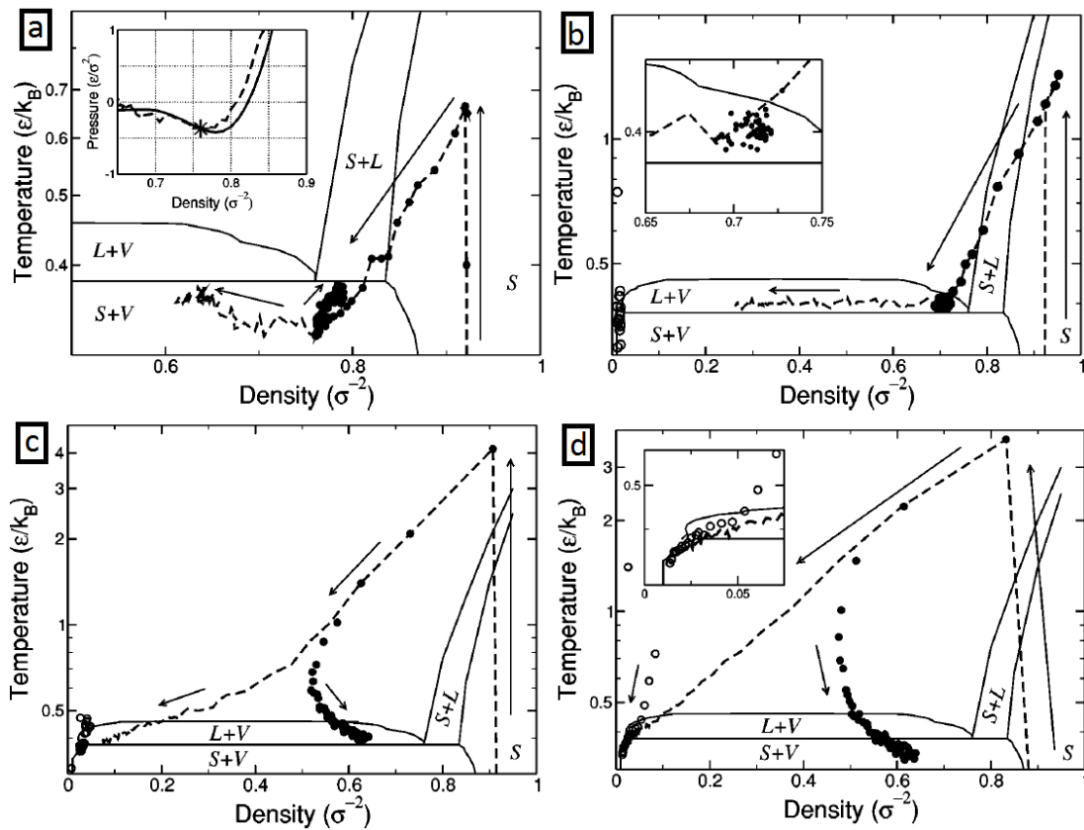 a
Temperature (ε/k_B)
0.7
0.6
0.5
0.4
Pressure (ε/σ²)
1
0
-1
0.7
0.8
0.9
Density (σ⁻²)
S+L
L+V
S+V
S
0.6
0.8
1
Density (σ⁻²)
b
Temperature (ε/k_B)
1
0.5
0.4
0.65
0.7
0.75
S+L
L+V
S+V
S
0
0.2
0.4
0.6
0.8
1
Density (σ⁻²)
c
Temperature (ε/k_B)
4
3
2
1
0.5
S+L
L+V
S+V
S
0
0.2
0.4
0.6
0.8
1
Density (σ⁻²)
d
Temperature (ε/k_B)
3
2
1
0.5
0.5
0
0.05
S+L
L+V
S+V
S
0
0.2
0.4
0.6
0.8
1
Density (σ⁻²)